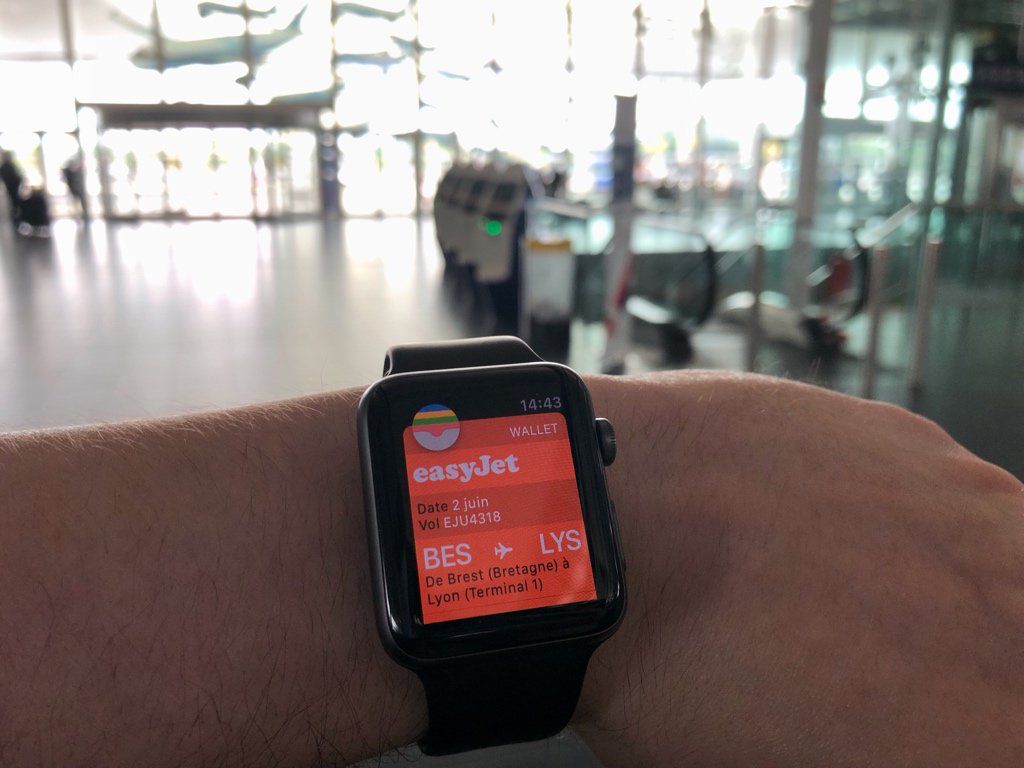 14:43
WALLET
easyJet
Date 2 juin
Vol EJU4318
BES LYS
De Brest (Bretagne) à
Lyon (Terminal 1)